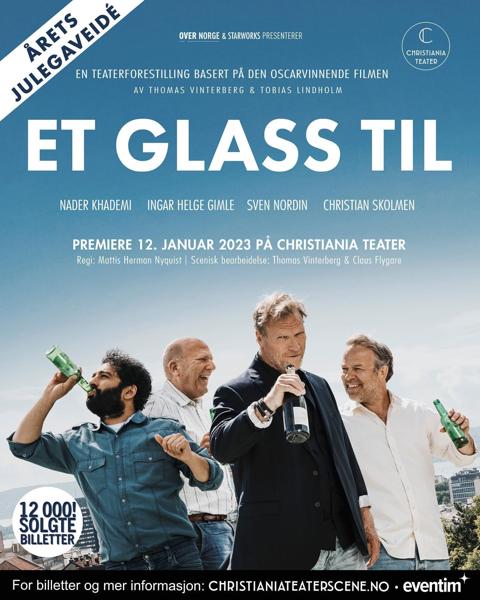 ÅRETS
JULEGAVEIDÉ
OVER NORGE & STARWORKS PRESENTERER
C
CHRISTIANIA
TEATER
EN TEATERFORESTILLING BASERT PÅ DEN OSCARVINNENDE FILMEN
AV THOMAS VINTERBERG & TOBIAS LINDHOLM
ET GLASS TIL
NADER KHADEMI INGAR HELGE GIMLE SVEN NORDIN CHRISTIAN SKOLMEN
PREMIERE 12. JANUAR 2023 PÅ CHRISTIANIA TEATER
Regi: Mattis Herman Nyquist | Scenisk bearbeidelse: Thomas Vinterberg & Claus Flygare
12 000!
SOLGTE
BILLETTER
For billetter og mer informasjon: CHRISTIANIATEATERSCENE.NO • eventim